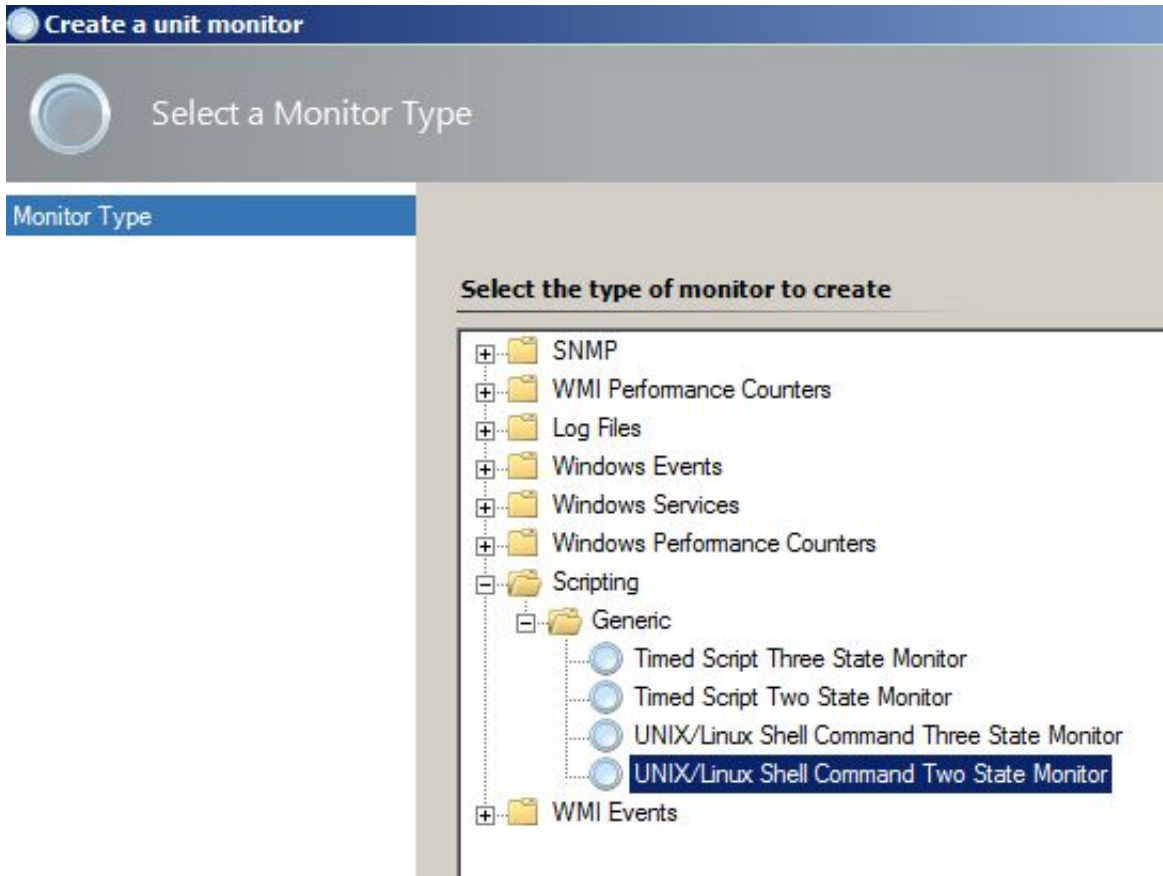 Create a unit monitor
Select a Monitor Type
Monitor Type
Select the type of monitor to create
SNMP
WMI Performance Counters
Log Files
Windows Events
Windows Services
Windows Performance Counters
Scripting
Generic
Timed Script Three State Monitor
Timed Script Two State Monitor
UNIX/Linux Shell Command Three State Monitor
UNIX/Linux Shell Command Two State Monitor
WMI Events